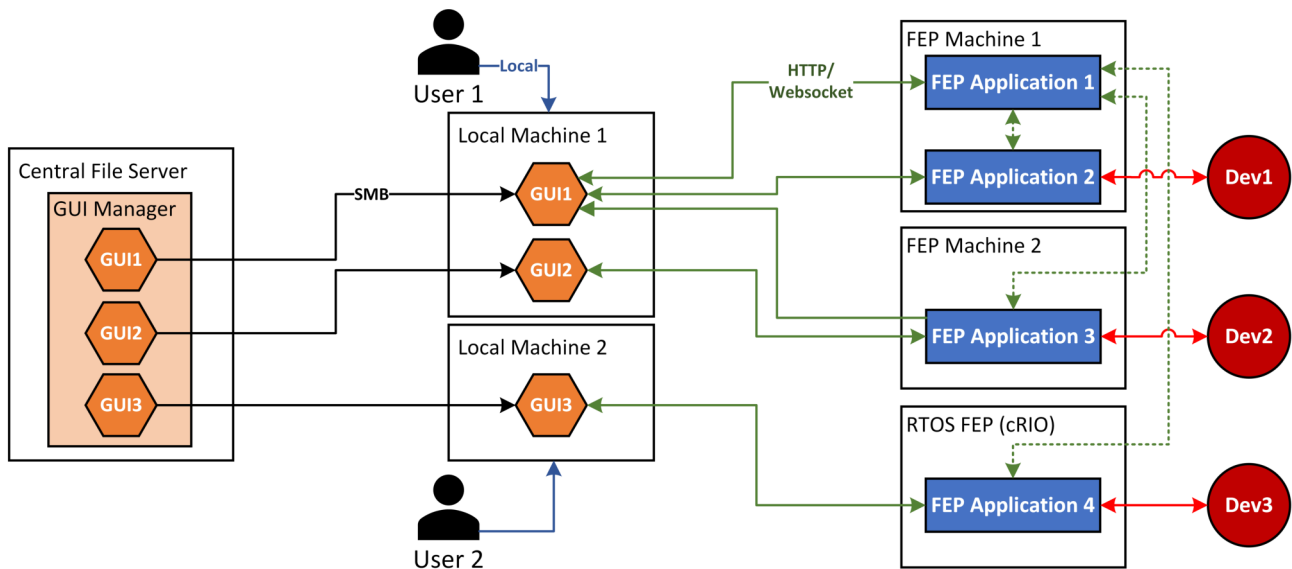 User 1
Local
HTTP/
Websocket
FEP Machine 1
FEP Application 1
FEP Application 2
Dev1
Central File Server
GUI Manager
GUI1
GUI2
GUI3
SMB
Local Machine 1
GUI1
GUI2
Local Machine 2
GUI3
User 2
FEP Machine 2
FEP Application 3
Dev2
RTOS FEP (cRIO)
FEP Application 4
Dev3